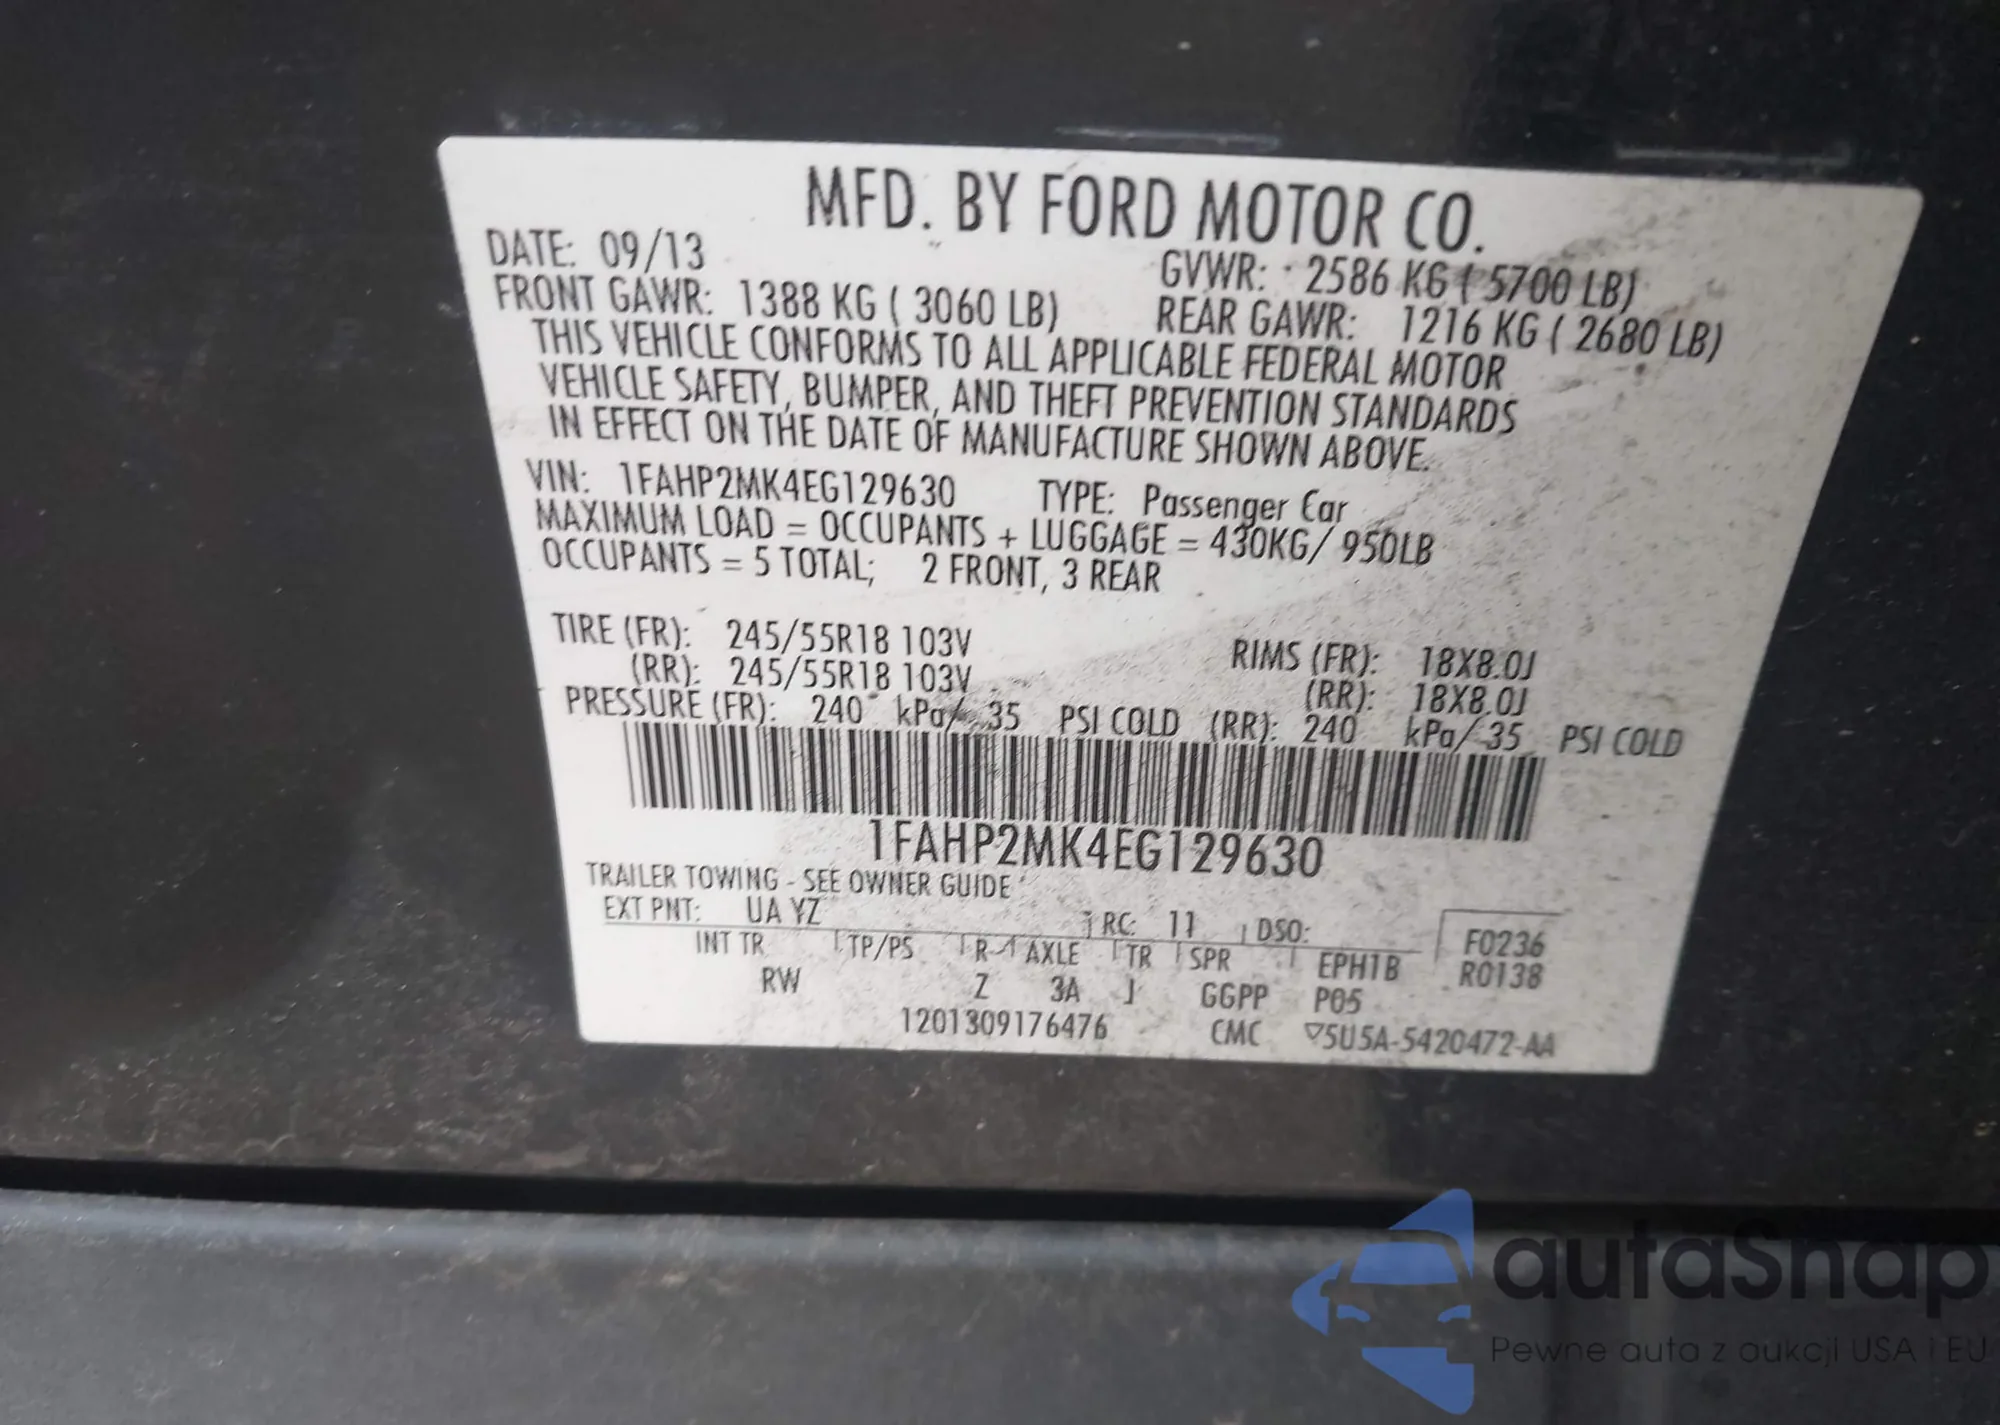 MFD. BY FORD MOTOR CO.
DATE: 09/13 GVWR: 2586 KG ( 5700 LB)
FRONT GAWR: 1388 KG ( 3060 LB) REAR GAWR: 1216 KG ( 2680 LB)
THIS VEHICLE CONFORMS TO ALL APPLICABLE FEDERAL MOTOR
VEHICLE SAFETY, BUMPER, AND THEFT PREVENTION STANDARDS
IN EFFECT ON THE DATE OF MANUFACTURE SHOWN ABOVE.
VIN: 1FAHP2MK4EG129630 TYPE: Passenger Car
MAXIMUM LOAD = OCCUPANTS + LUGGAGE = 430KG/ 950LB
OCCUPANTS = 5 TOTAL; 2 FRONT, 3 REAR
TIRE (FR): 245/55R18 103V RIMS (FR): 18X8.0J
(RR): 245/55R18 103V (RR): 18X8.0J
PRESSURE (FR): 240 kPa/ 35 PSI COLD (RR): 240 kPa/ 35 PSI COLD
1FAHP2MK4EG129630
TRAILER TOWING - SEE OWNER GUIDE
EXT PNT: UA YZ RC: 11 DSO: F0236
INT TR TP/PS R AXLE TR SPR EPH1B R0138
RW Z 3A J GGPP P05
1201309176476 CMC ▽5U5A-5420472-AA
autaSnap
Pewne auta z aukcji USA i EU